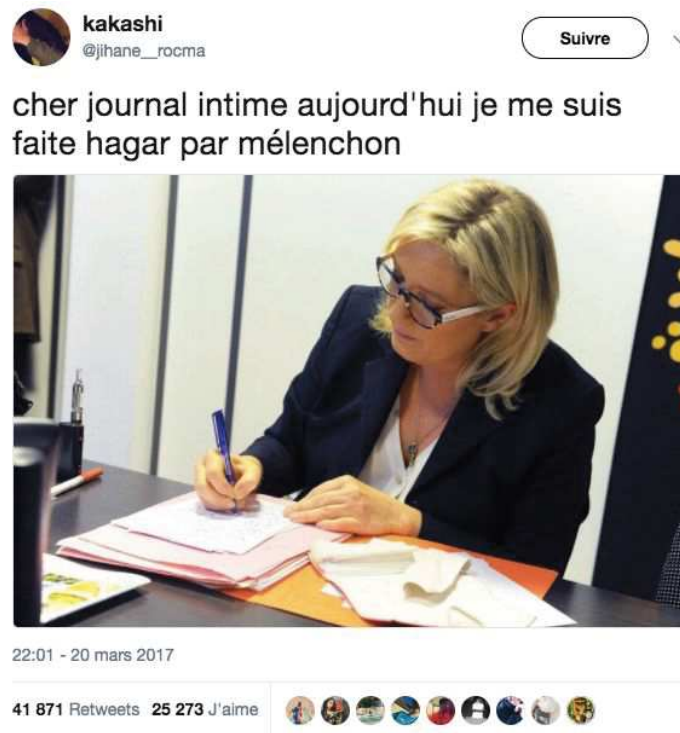 kakashi
@jihane__rocma
Suivre
cher journal intime aujourd'hui je me suis
faite hagar par mélenchon
22:01 - 20 mars 2017
41 871 Retweets 25 273 J'aime